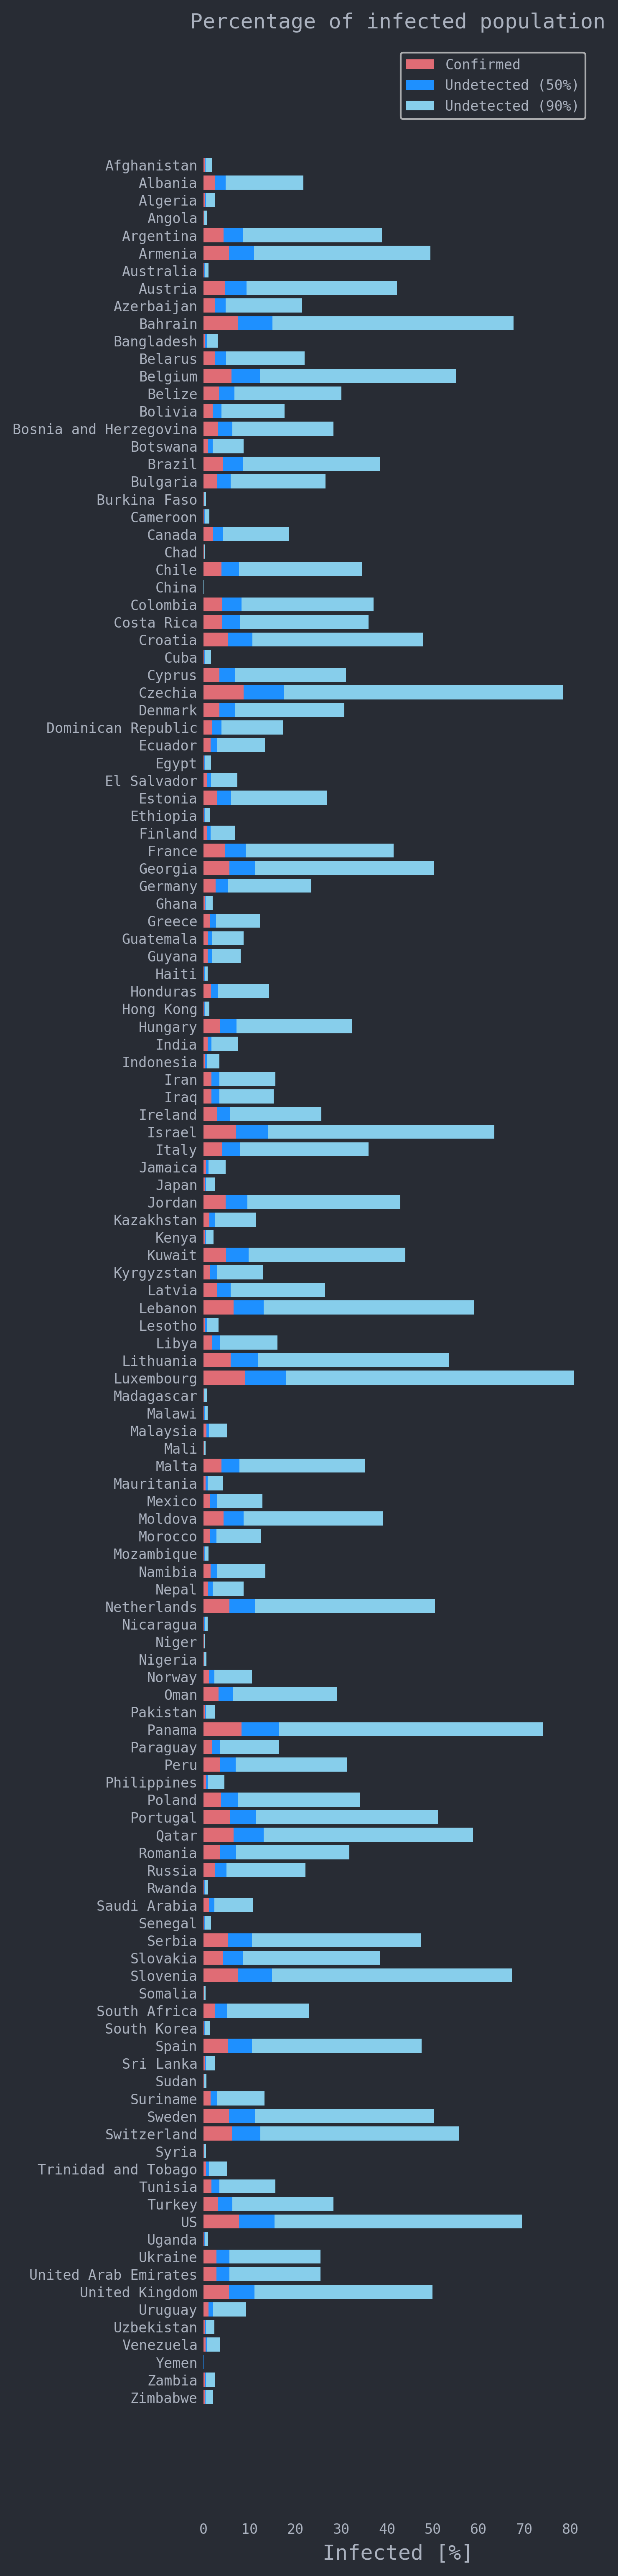 Percentage of infected population
Confirmed
Undetected (50%)
Undetected (90%)
Afghanistan
Albania
Algeria
Angola
Argentina
Armenia
Australia
Austria
Azerbaijan
Bahrain
Bangladesh
Belarus
Belgium
Belize
Bolivia
Bosnia and Herzegovina
Botswana
Brazil
Bulgaria
Burkina Faso
Cameroon
Canada
Chad
Chile
China
Colombia
Costa Rica
Croatia
Cuba
Cyprus
Czechia
Denmark
Dominican Republic
Ecuador
Egypt
El Salvador
Estonia
Ethiopia
Finland
France
Georgia
Germany
Ghana
Greece
Guatemala
Guyana
Haiti
Honduras
Hong Kong
Hungary
India
Indonesia
Iran
Iraq
Ireland
Israel
Italy
Jamaica
Japan
Jordan
Kazakhstan
Kenya
Kuwait
Kyrgyzstan
Latvia
Lebanon
Lesotho
Libya
Lithuania
Luxembourg
Madagascar
Malawi
Malaysia
Mali
Malta
Mauritania
Mexico
Moldova
Morocco
Mozambique
Namibia
Nepal
Netherlands
Nicaragua
Niger
Nigeria
Norway
Oman
Pakistan
Panama
Paraguay
Peru
Philippines
Poland
Portugal
Qatar
Romania
Russia
Rwanda
Saudi Arabia
Senegal
Serbia
Slovakia
Slovenia
Somalia
South Africa
South Korea
Spain
Sri Lanka
Sudan
Suriname
Sweden
Switzerland
Syria
Trinidad and Tobago
Tunisia
Turkey
US
Uganda
Ukraine
United Arab Emirates
United Kingdom
Uruguay
Uzbekistan
Venezuela
Yemen
Zambia
Zimbabwe
0 10 20 30 40 50 60 70 80
Infected [%]